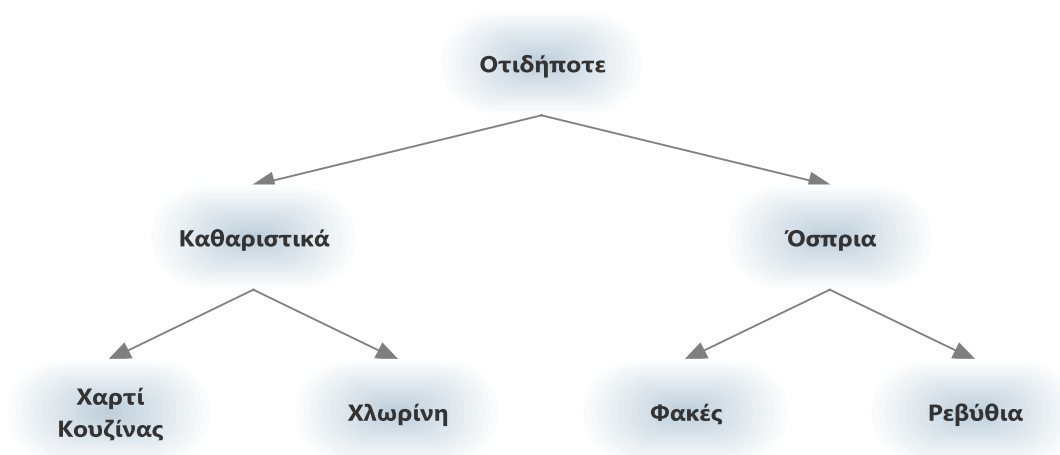 Οτιδήποτε
Καθαριστικά
Όσπρια
Χαρτί
Κουζίνας
Χλωρίνη
Φακές
Ρεβύθια